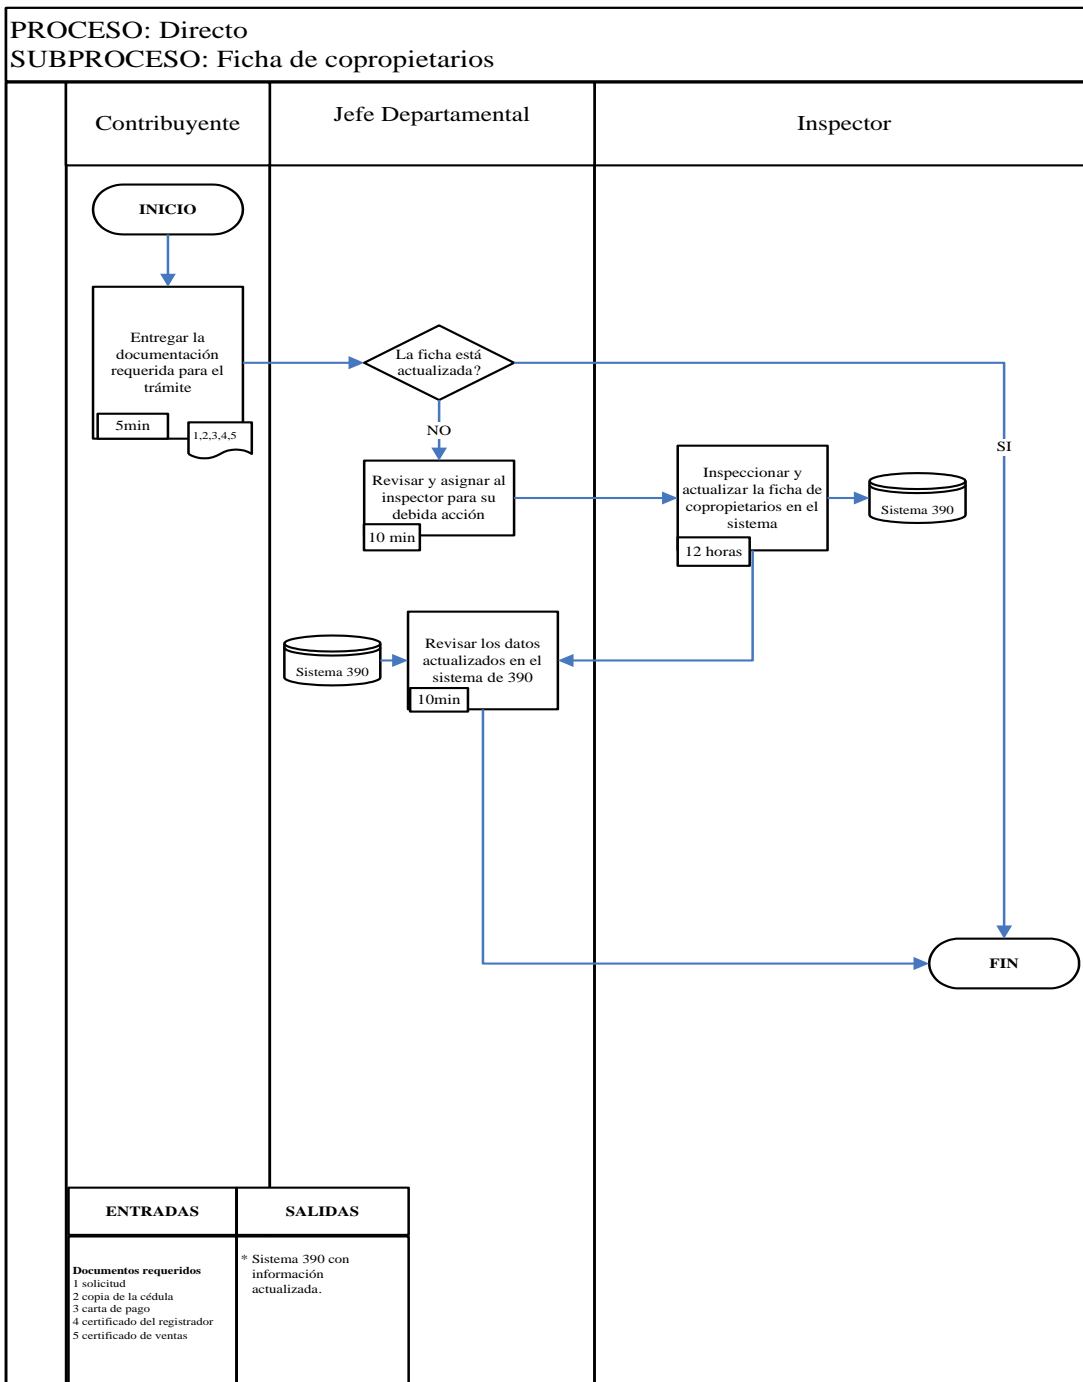 PROCESO: Directo
SUBPROCESO: Ficha de copropietarios
Contribuyente
Jefe Departamental
Inspector
INICIO
Entregar la
documentación
requerida para el
trámite
5min
1,2,3,4,5
La ficha está
actualizada?
NO
SI
Revisar y asignar al
inspector para su
debida acción
10 min
Inspeccionar y
actualizar la ficha de
copropietarios en el
sistema
12 horas
Sistema 390
Sistema 390
Revisar los datos
actualizados en el
sistema de 390
10min
FIN
ENTRADAS
SALIDAS
Documentos requeridos
1 solicitud
2 copia de la cédula
3 carta de pago
4 certificado del registrador
5 certificado de ventas
* Sistema 390 con
información
actualizada.